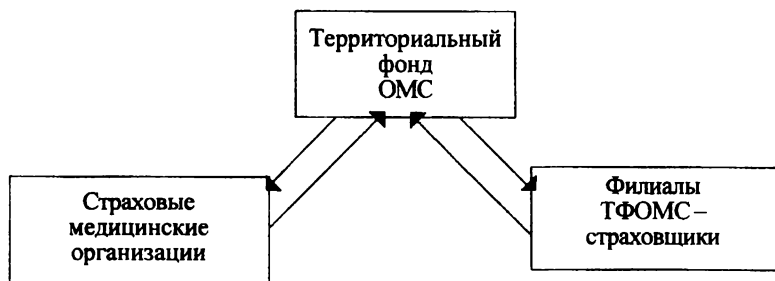 Территориальный
фонд
ОМС
Страховые
медицинские
организации
Филиалы
ТФОМС –
страховщики